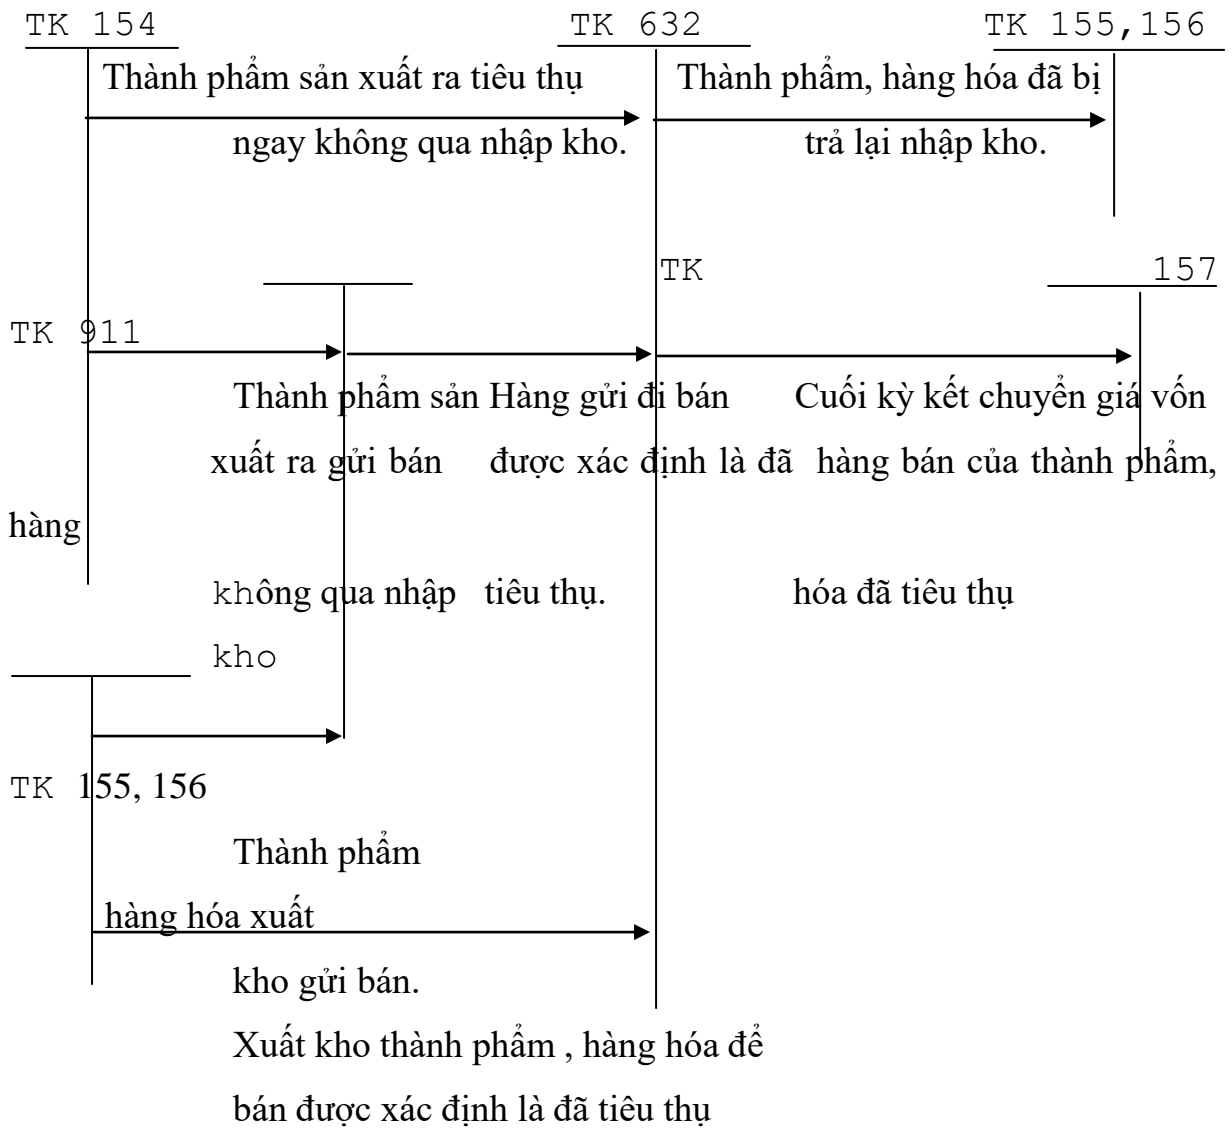 TK 154 TK 632 TK 155,156
Thành phẩm sản xuất ra tiêu thụ Thành phẩm, hàng hóa đã bị
ngay không qua nhập kho. trả lại nhập kho.
TK 157
TK 911
Thành phẩm sản Hàng gửi đi bán Cuối kỳ kết chuyển giá vốn
xuất ra gửi bán được xác định là đã hàng bán của thành phẩm,
hàng
không qua nhập tiêu thụ. hóa đã tiêu thụ
kho
TK 155, 156
Thành phẩm
hàng hóa xuất
kho gửi bán.
Xuất kho thành phẩm , hàng hóa để
bán được xác định là đã tiêu thụ